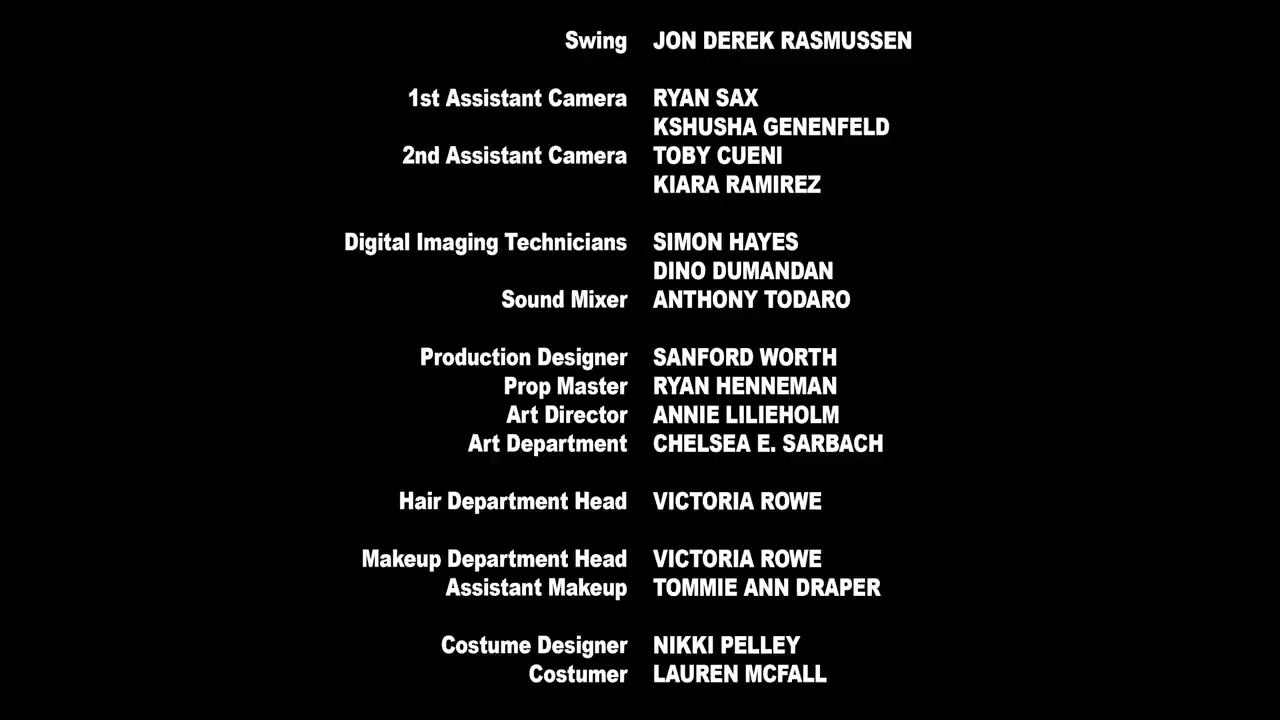 Swing JON DEREK RASMUSSEN
1st Assistant Camera RYAN SAX
KSHUSHA GENENFELD
2nd Assistant Camera TOBY CUENI
KIARA RAMIREZ
Digital Imaging Technicians SIMON HAYES
DINO DUMANDAN
Sound Mixer ANTHONY TODARO
Production Designer SANFORD WORTH
Prop Master RYAN HENNEMAN
Art Director ANNIE LILIEHOLM
Art Department CHELSEA E. SARBACH
Hair Department Head VICTORIA ROWE
Makeup Department Head VICTORIA ROWE
Assistant Makeup TOMMIE ANN DRAPER
Costume Designer NIKKI PELLEY
Costumer LAUREN MCFALL